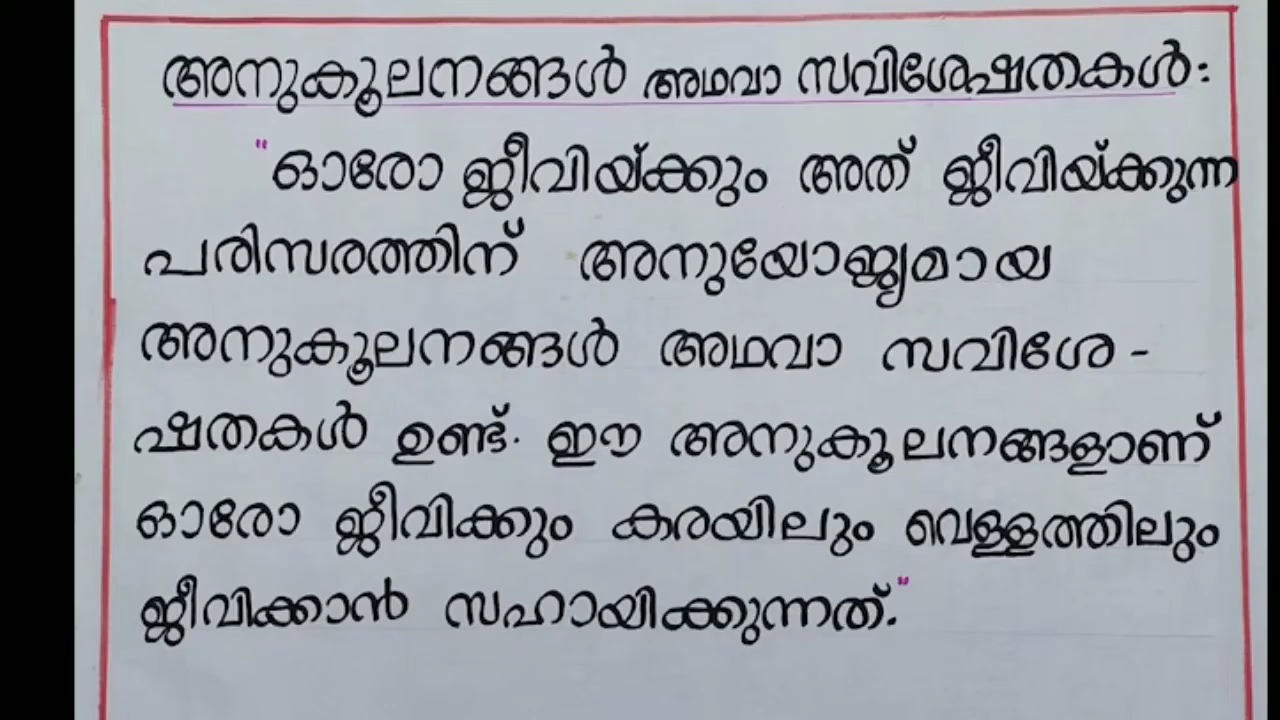 അനുകൂലനങ്ങൾ അഥവാ സവിശേഷതകൾ:
"ഓരോ ജീവിയ്ക്കും അത് ജീവിയ്ക്കുന്ന
പരിസരത്തിന് അനുയോജ്യമായ
അനുകൂലനങ്ങൾ അഥവാ സവിശേ-
ഷതകൾ ഉണ്ട്. ഈ അനുകൂലനങ്ങളാണ്
ഓരോ ജീവിക്കും കരയിലും വെള്ളത്തിലും
ജീവിക്കാൻ സഹായിക്കുന്നത്."